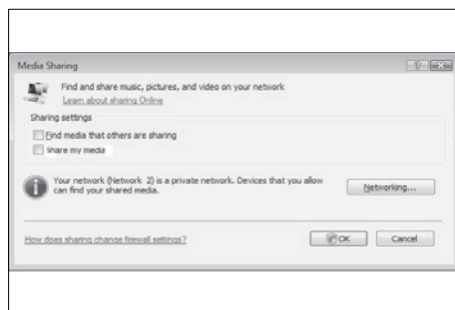 Media Sharing
Find and share music, pictures, and video on your network
Learn about sharing Online
Sharing settings
Find media that others are sharing
Share my media
Your network (Network 2) is a private network. Devices that you allow
can find your shared media.
Networking...
How does sharing change firewall settings?
OK
Cancel